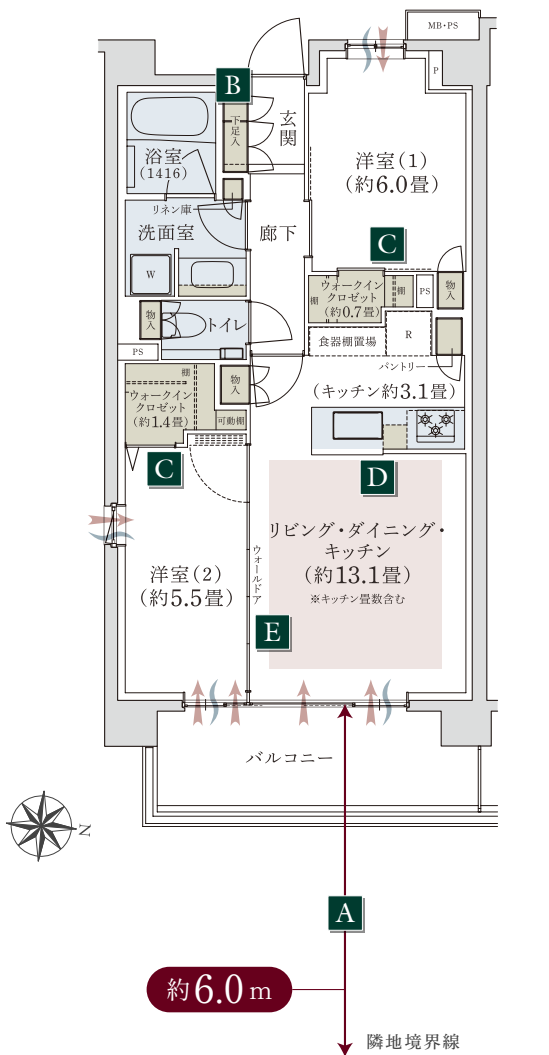 MB・PS
P
B
下足入
玄関
浴室
(1416)
洋室(1)
(約6.0畳)
リネン庫
洗面室
廊下
C
W
ウォークイン
クロゼット
(約0.7畳)
棚
棚
PS
物入
物入
トイレ
食器棚置場
R
PS
パントリー
棚
ウォークイン
クロゼット
(約1.4畳)
物入
可動棚
(キッチン約3.1畳)
C
D
リビング・ダイニング・
キッチン
(約13.1畳)
※キッチン畳数含む
ウォールドア
洋室(2)
(約5.5畳)
E
バルコニー
N
A
約6.0m
隣地境界線